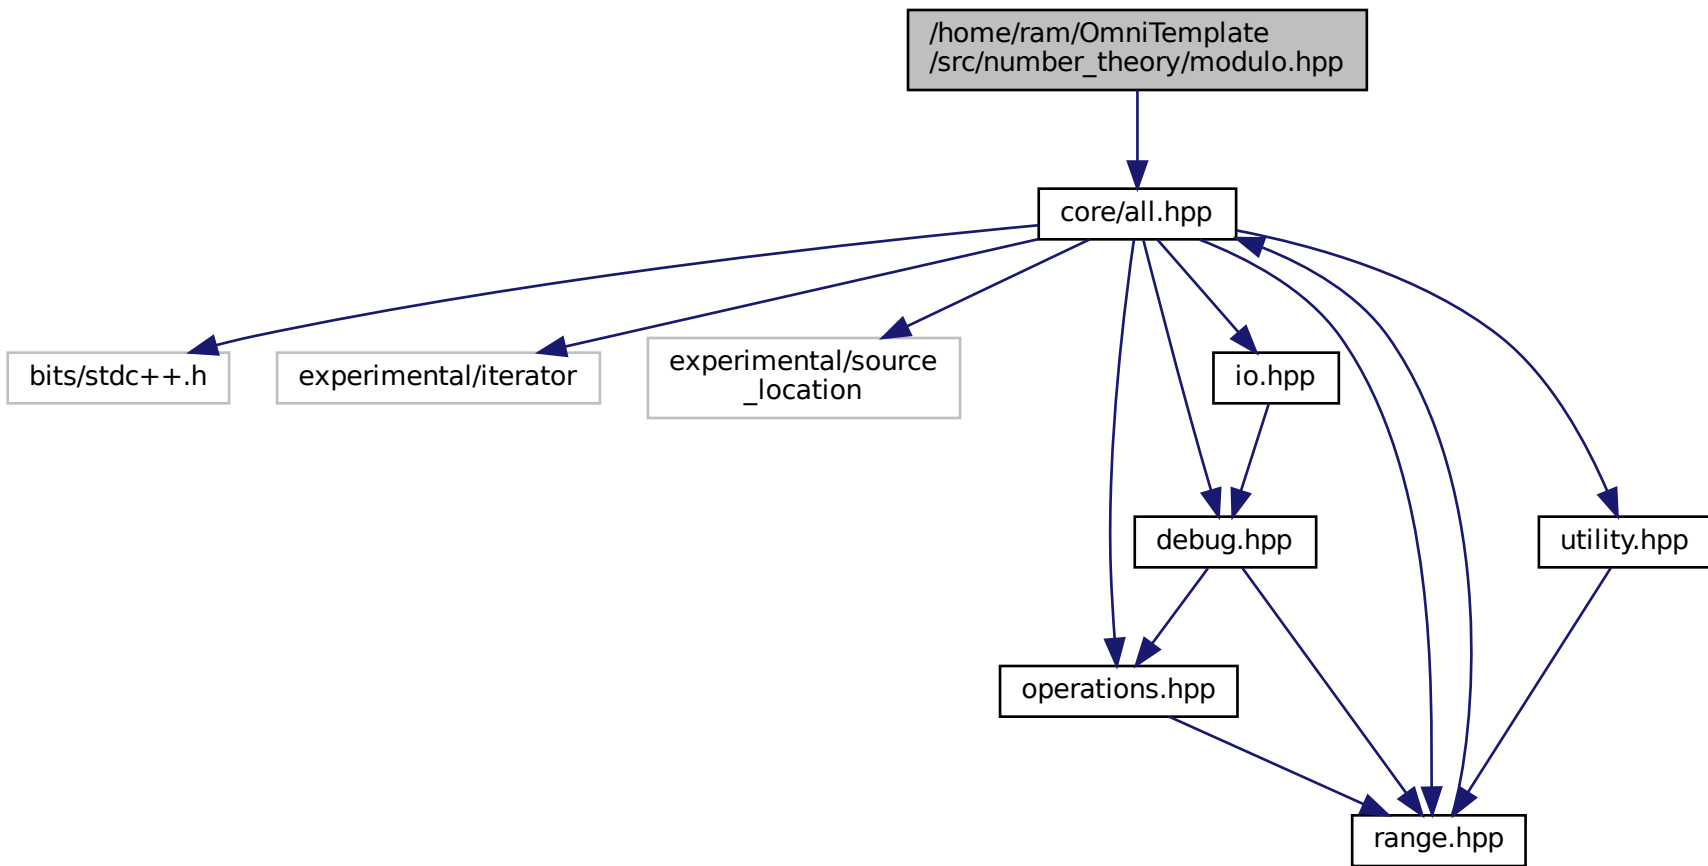 /home/ram/OmniTemplate
/src/number_theory/modulo.hpp
core/all.hpp
bits/stdc++.h
experimental/iterator
experimental/source
_location
io.hpp
debug.hpp
utility.hpp
operations.hpp
range.hpp